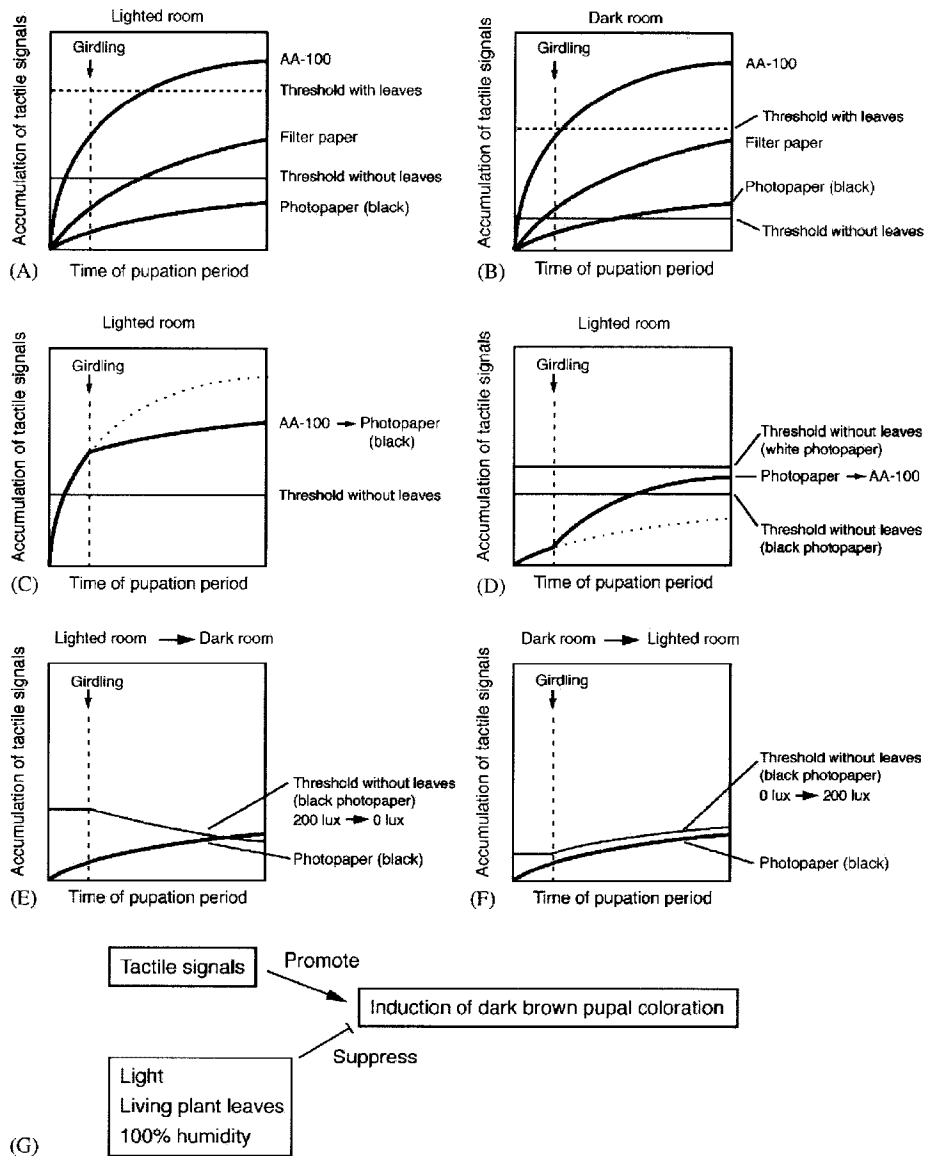 Lighted room
Girdling
AA-100
Threshold with leaves
Filter paper
Threshold without leaves
Photopaper (black)
Accumulation of tactile signals
Time of pupation period
(A)
Dark room
Girdling
AA-100
Threshold with leaves
Filter paper
Photopaper (black)
Threshold without leaves
Accumulation of tactile signals
Time of pupation period
(B)
Lighted room
Girdling
AA-100 → Photopaper
(black)
Threshold without leaves
Accumulation of tactile signals
Time of pupation period
(C)
Lighted room
Girdling
Threshold without leaves
(white photopaper)
Photopaper → AA-100
Threshold without leaves
(black photopaper)
Accumulation of tactile signals
Time of pupation period
(D)
Lighted room → Dark room
Girdling
Threshold without leaves
(black photopaper)
200 lux → 0 lux
Photopaper (black)
Accumulation of tactile signals
Time of pupation period
(E)
Dark room → Lighted room
Girdling
Threshold without leaves
(black photopaper)
0 lux → 200 lux
Photopaper (black)
Accumulation of tactile signals
Time of pupation period
(F)
Tactile signals
Promote
Induction of dark brown pupal coloration
Suppress
Light
Living plant leaves
100% humidity
(G)